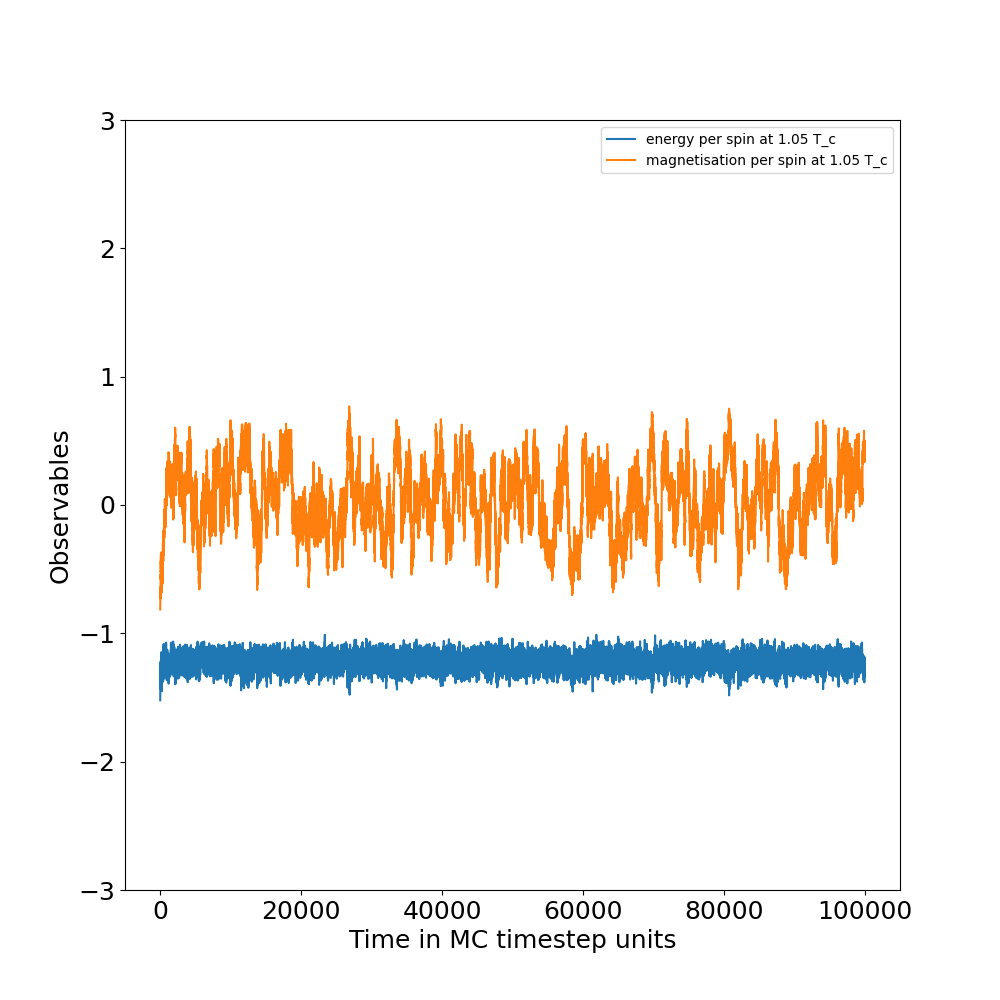 3
2
1
0
−1
−2
−3
Observables
energy per spin at 1.05 T_c
magnetisation per spin at 1.05 T_c
0 20000 40000 60000 80000 100000
Time in MC timestep units